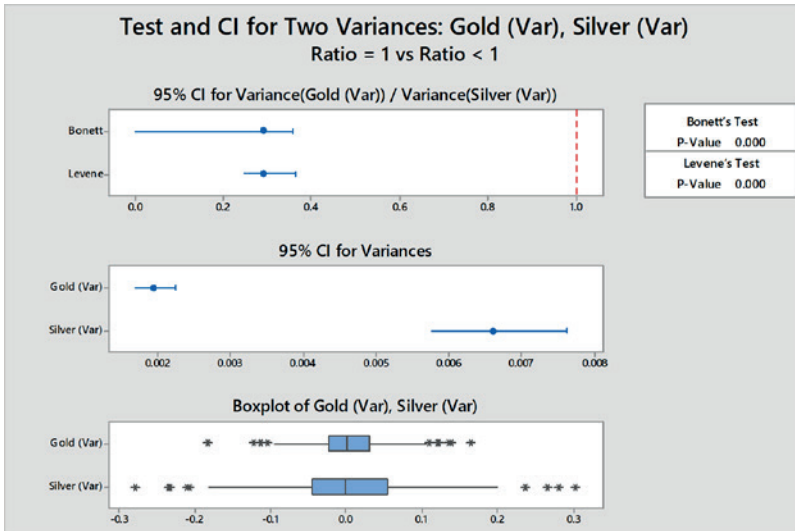 Test and CI for Two Variances: Gold (Var), Silver (Var)
Ratio = 1 vs Ratio < 1
95% CI for Variance(Gold (Var)) / Variance(Silver (Var))
Bonett
Levene
0.0 0.2 0.4 0.6 0.8 1.0
Bonett's Test
P-Value 0.000
Levene's Test
P-Value 0.000
95% CI for Variances
Gold (Var)
Silver (Var)
0.002 0.003 0.004 0.005 0.006 0.007 0.008
Boxplot of Gold (Var), Silver (Var)
Gold (Var)
Silver (Var)
-0.3 -0.2 -0.1 0.0 0.1 0.2 0.3